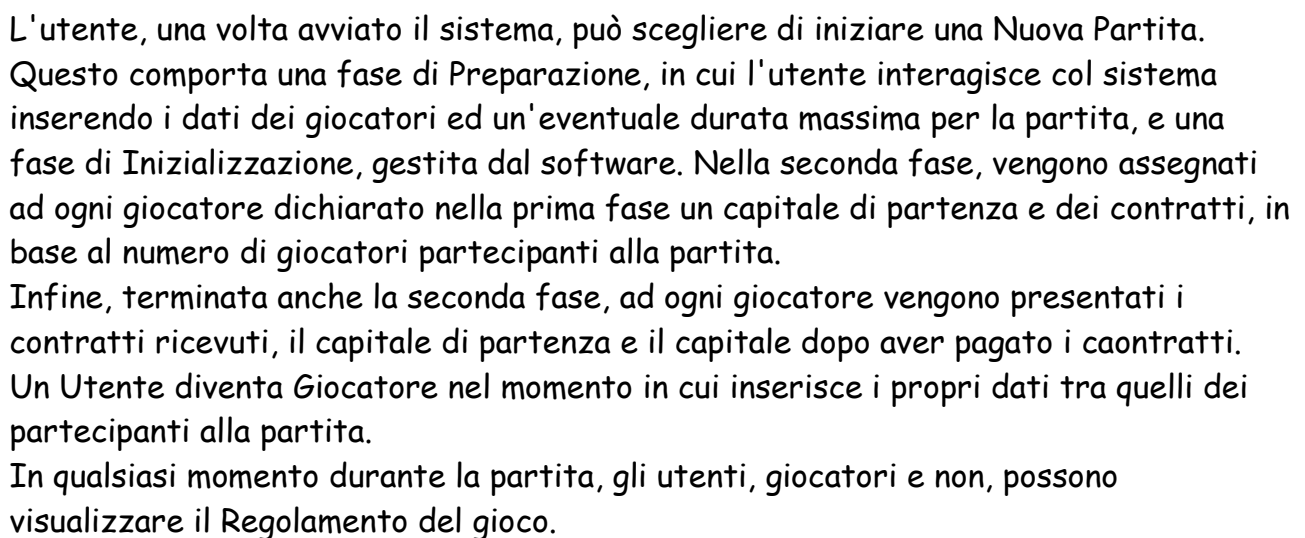 L'utente, una volta avviato il sistema, può scegliere di iniziare una Nuova Partita.
Questo comporta una fase di Preparazione, in cui l'utente interagisce col sistema
inserendo i dati dei giocatori ed un'eventuale durata massima per la partita, e una
fase di Inizializzazione, gestita dal software. Nella seconda fase, vengono assegnati
ad ogni giocatore dichiarato nella prima fase un capitale di partenza e dei contratti, in
base al numero di giocatori partecipanti alla partita.
Infine, terminata anche la seconda fase, ad ogni giocatore vengono presentati i
contratti ricevuti, il capitale di partenza e il capitale dopo aver pagato i caontratti.
Un Utente diventa Giocatore nel momento in cui inserisce i propri dati tra quelli dei
partecipanti alla partita.
In qualsiasi momento durante la partita, gli utenti, giocatori e non, possono
visualizzare il Regolamento del gioco.